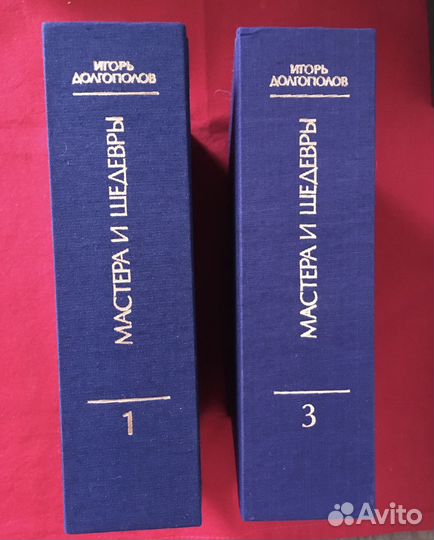 ИГОРЬ
ДОЛГОПОЛОВ
МАСТЕРА И ШЕДЕВРЫ
1
ИГОРЬ
ДОЛГОПОЛОВ
МАСТЕРА И ШЕДЕВРЫ
3
Avito